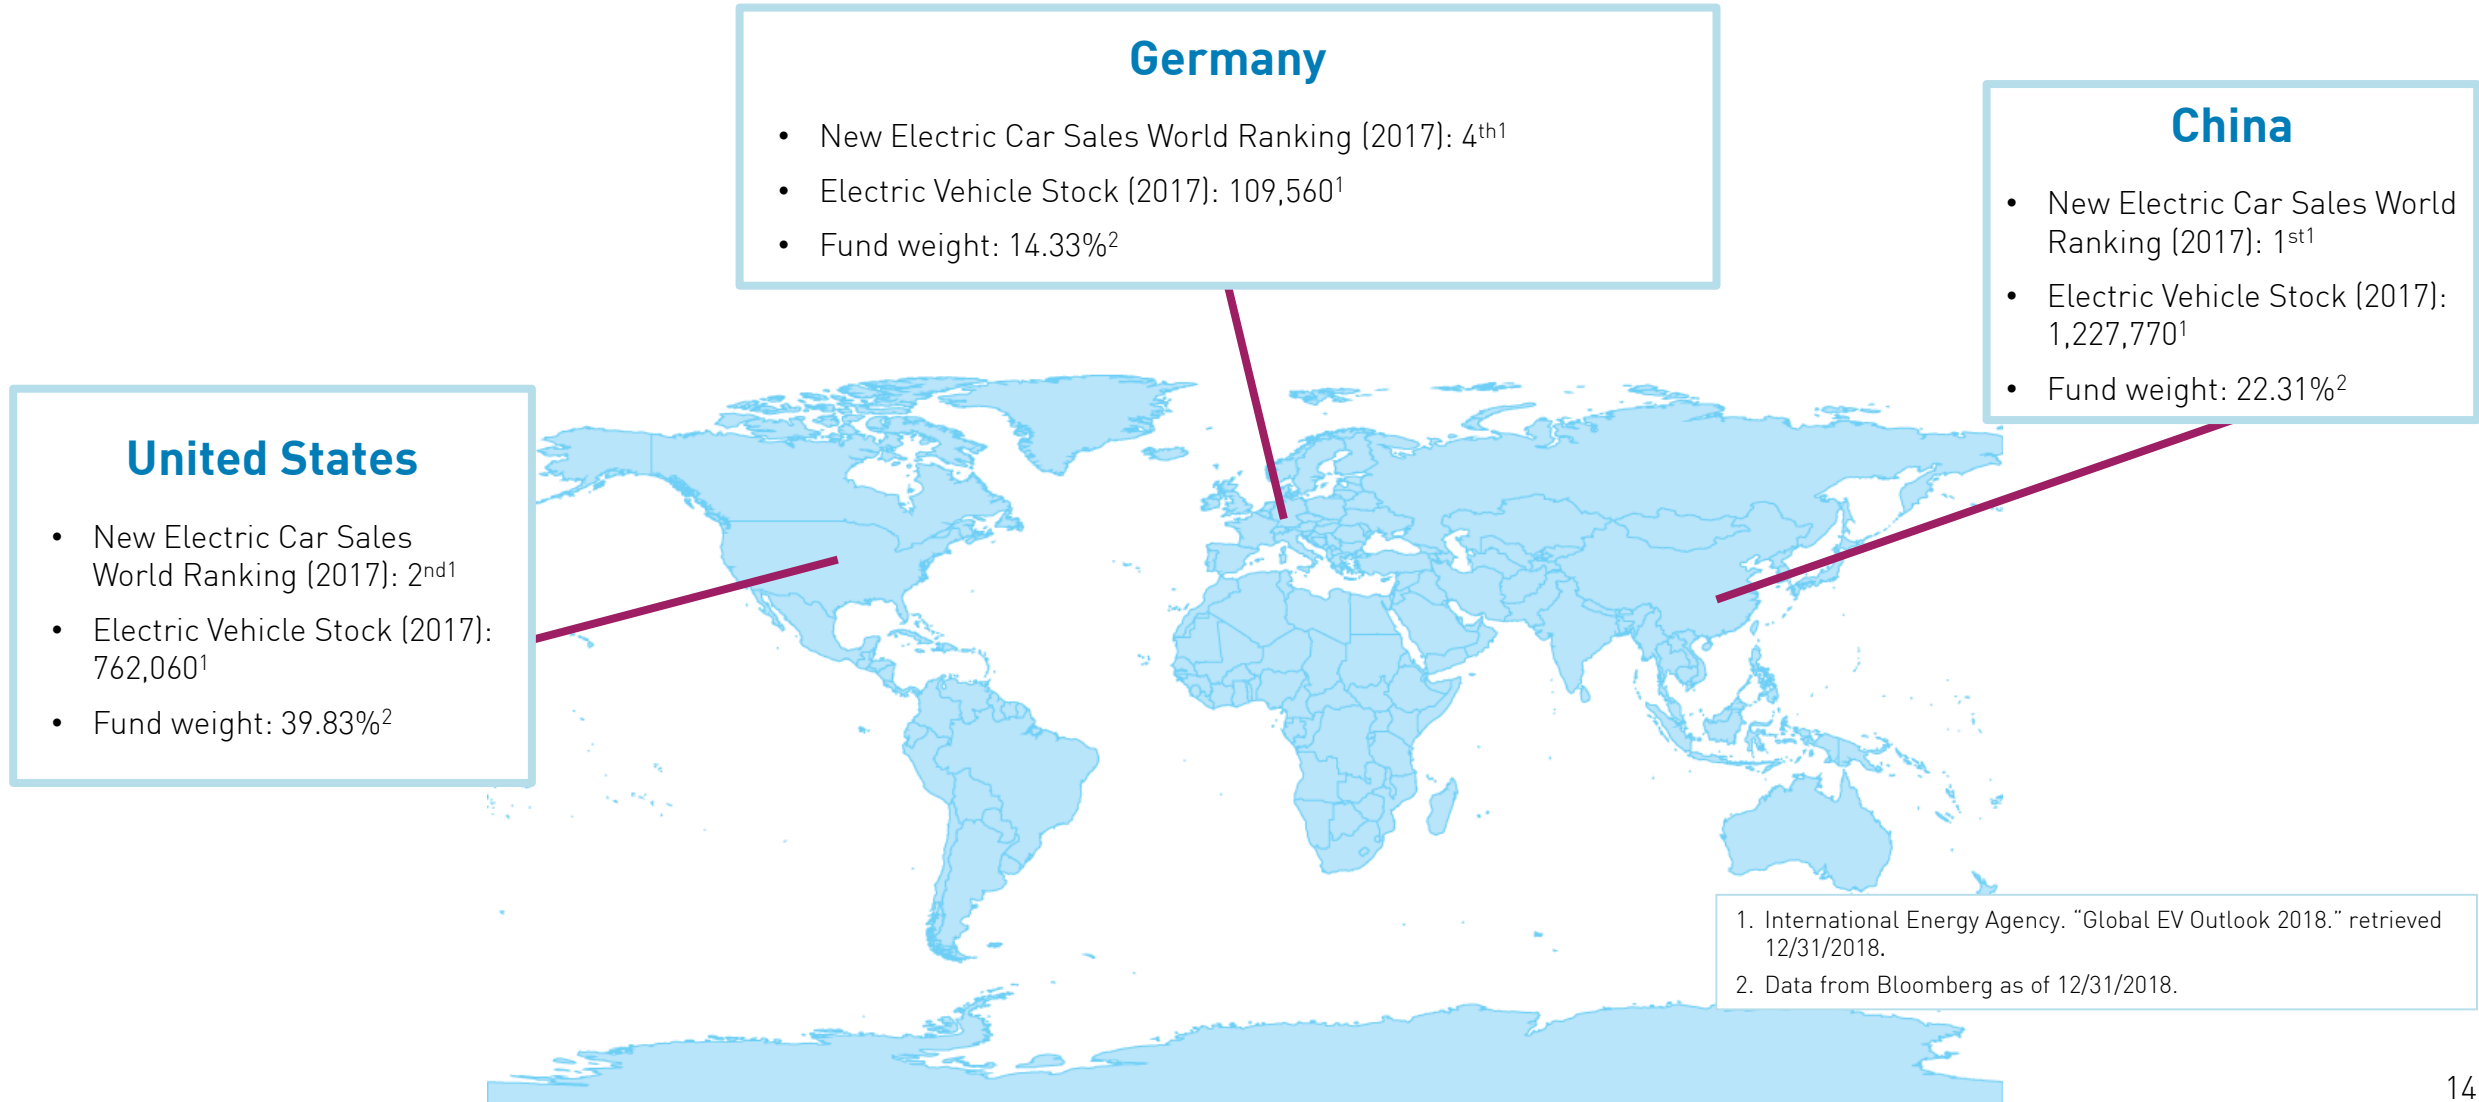 Germany
• New Electric Car Sales World Ranking (2017): 4th1
• Electric Vehicle Stock (2017): 109,5601
• Fund weight: 14.33%2
China
• New Electric Car Sales World
Ranking (2017): 1st1
• Electric Vehicle Stock (2017):
1,227,7701
• Fund weight: 22.31%2
United States
• New Electric Car Sales
World Ranking (2017): 2nd1
• Electric Vehicle Stock (2017):
762,0601
• Fund weight: 39.83%2
1. International Energy Agency. “Global EV Outlook 2018.” retrieved
12/31/2018.
2. Data from Bloomberg as of 12/31/2018.
14